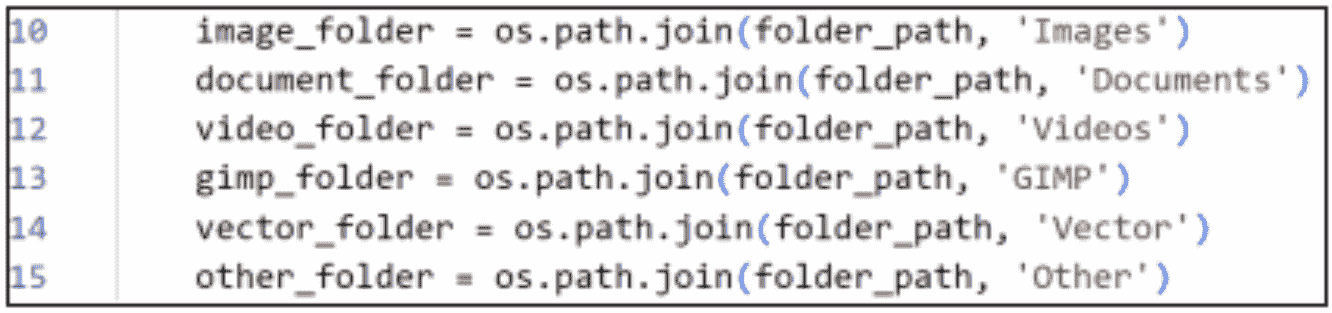 10 image_folder = os.path.join(folder_path, 'Images')
11 document_folder = os.path.join(folder_path, 'Documents')
12 video_folder = os.path.join(folder_path, 'Videos')
13 gimp_folder = os.path.join(folder_path, 'GIMP')
14 vector_folder = os.path.join(folder_path, 'Vector')
15 other_folder = os.path.join(folder_path, 'Other')